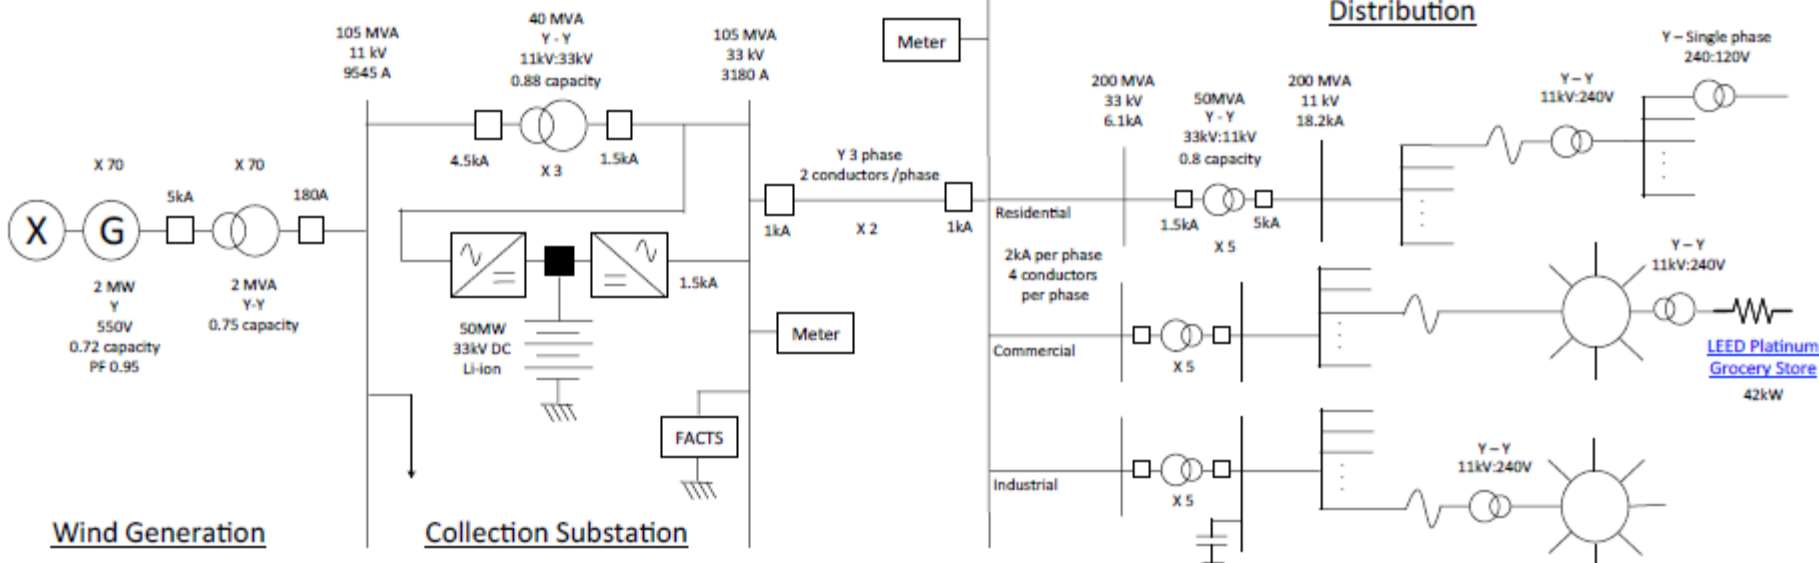 Distribution
40 MVA
Y - Y
11kV:33kV
0.88 capacity
105 MVA
11 kV
9545 A
105 MVA
33 kV
3180 A
Meter
Y – Single phase
240:120V
Y – Y
11kV:240V
200 MVA
33 kV
6.1kA
50MVA
Y - Y
33kV:11kV
0.8 capacity
200 MVA
11 kV
18.2kA
4.5kA
X 3
1.5kA
Y 3 phase
2 conductors /phase
X 70
X 70
5kA
180A
X
G
1kA
X 2
1kA
Residential
1.5kA
5kA
X 5
2 MW
Y
550V
0.72 capacity
PF 0.95
2 MVA
Y-Y
0.75 capacity
1.5kA
50MW
33kV DC
Li-ion
Meter
2kA per phase
4 conductors
per phase
Y – Y
11kV:240V
Commercial
X 5
LEED Platinum
Grocery Store
42kW
FACTS
Industrial
X 5
Y – Y
11kV:240V
Wind Generation
Collection Substation